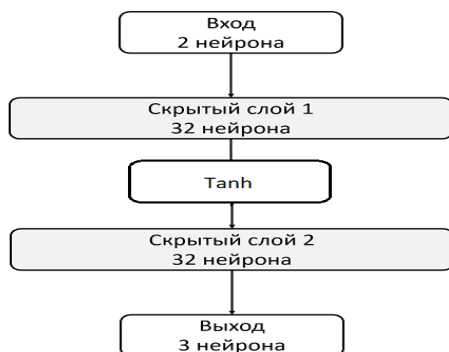 Вход
2 нейрона
Скрытый слой 1
32 нейрона
Tanh
Скрытый слой 2
32 нейрона
Выход
3 нейрона